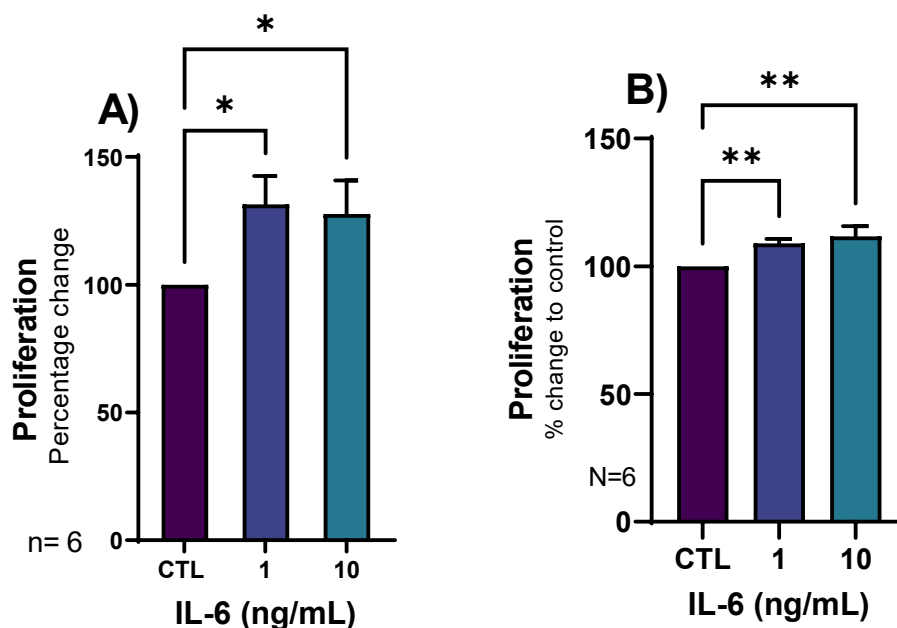 A)
*
*
150
100
50
0
Proliferation
Percentage change
n= 6
CTL
1
10
IL-6 (ng/mL)
B)
**
**
150
100
50
0
Proliferation
% change to control
N=6
CTL
1
10
IL-6 (ng/mL)